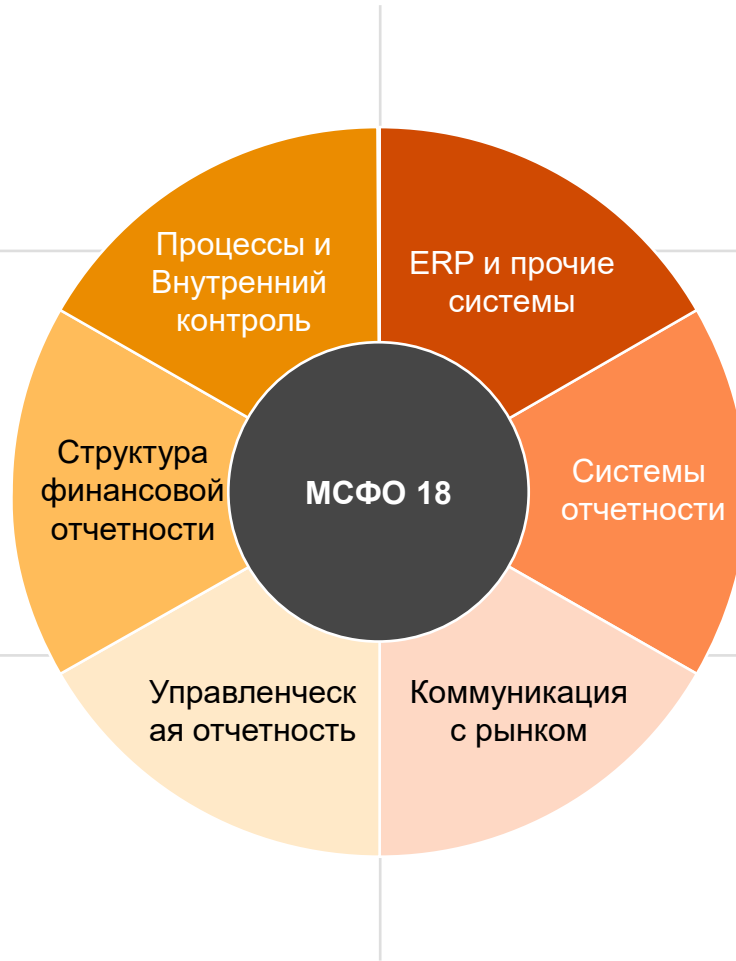 Процессы и
Внутренний
контроль
ERP и прочие
системы
Структура
финансовой
отчетности
МСФО 18
Системы
отчетности
Управленческ
ая отчетность
Коммуникация
с рынком